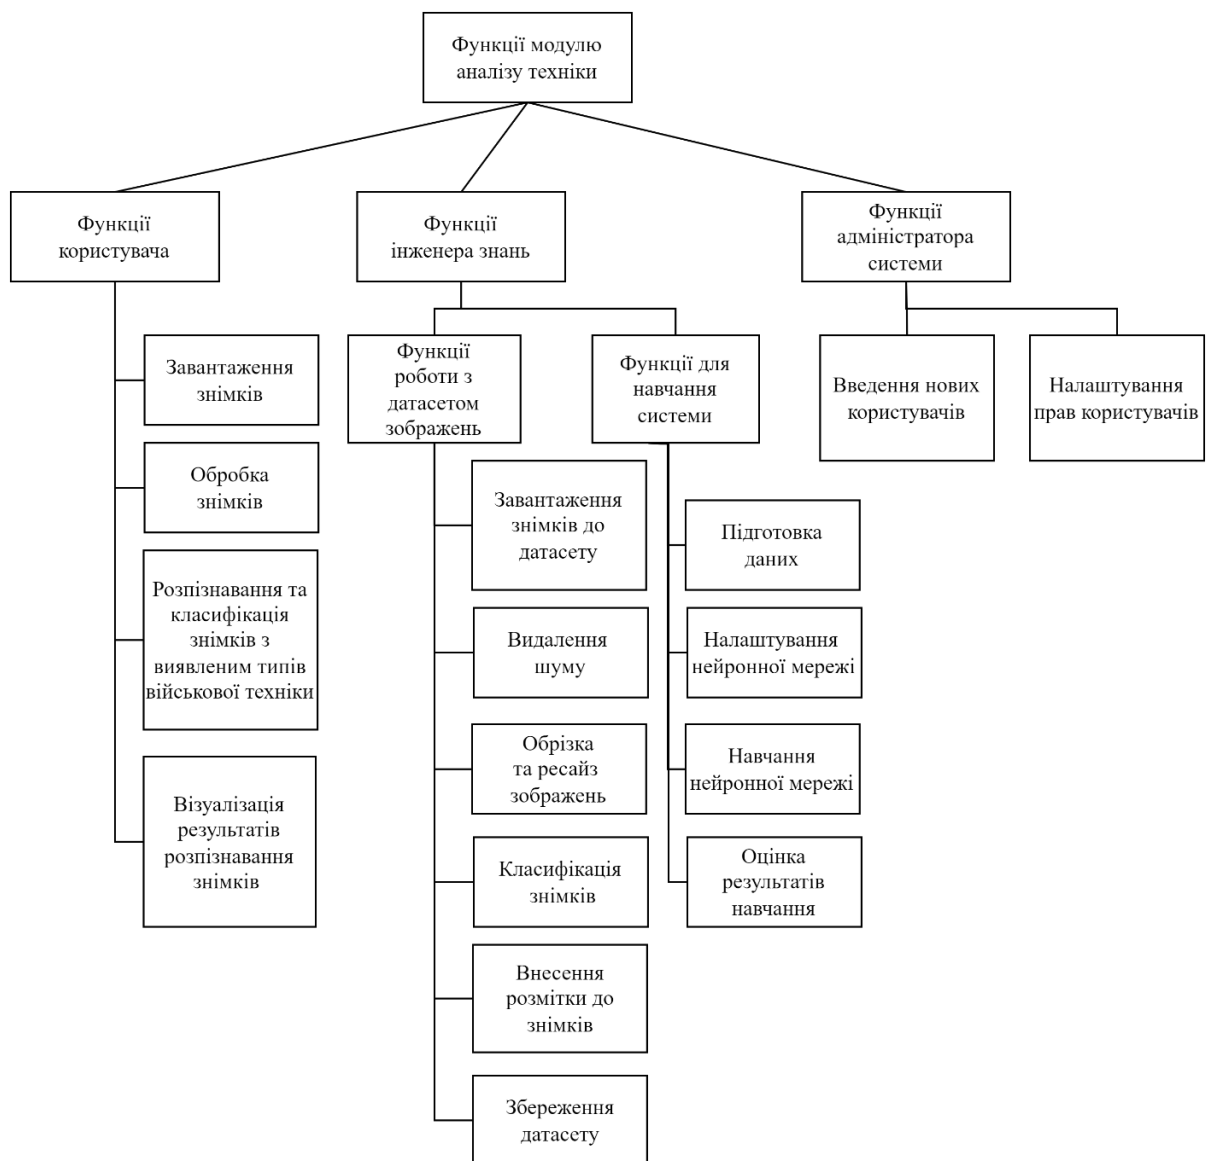 Функції модулю
аналізу техніки
Функції
користувача
Функції
інженера знань
Функції
адміністратора
системи
Завантаження
знімків
Обробка
знімків
Розпізнавання та
класифікація
знімків з
виявленим типів
військової техніки
Візуалізація
результатів
розпізнавання
знімків
Функції
роботи з
датасетом
зображень
Завантаження
знімків до
датасету
Видалення
шуму
Обрізка
та ресайз
зображень
Класифікація
знімків
Внесення
розмітки до
знімків
Збереження
датасету
Функції для
навчання
системи
Підготовка
даних
Налаштування
нейронної мережі
Навчання
нейронної мережі
Оцінка
результатів
навчання
Введення нових
користувачів
Налаштування
прав користувачів